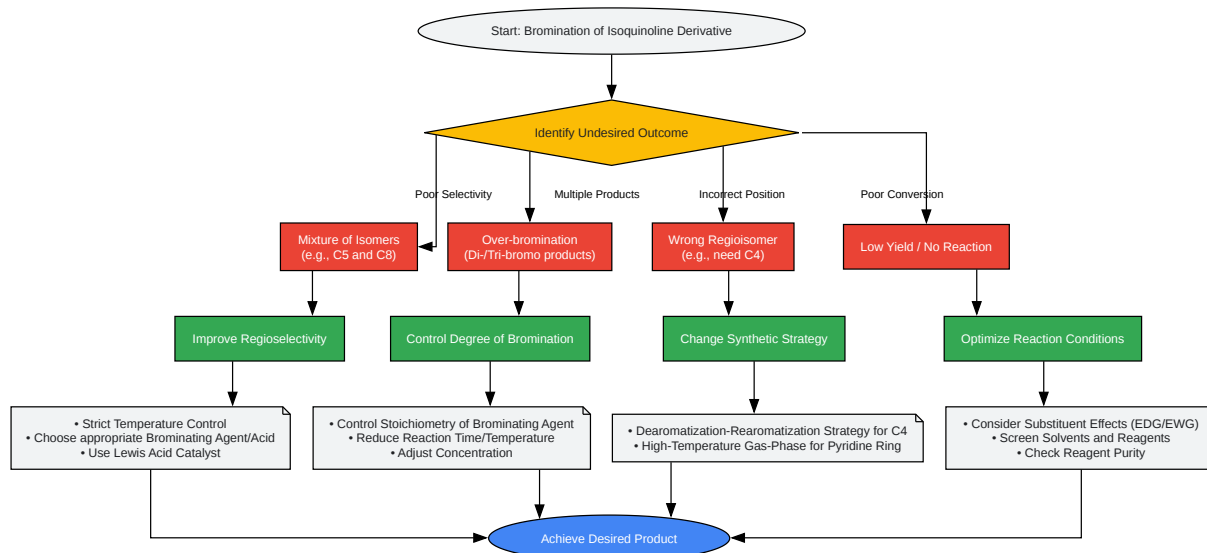 Start: Bromination of Isoquinoline Derivative
Identify Undesired Outcome
Poor Selectivity
Multiple Products
Incorrect Position
Poor Conversion
Mixture of Isomers
(e.g., C5 and C8)
Over-bromination
(Di-/Tri-bromo products)
Wrong Regioisomer
(e.g., need C4)
Low Yield / No Reaction
Improve Regioselectivity
Control Degree of Bromination
Change Synthetic Strategy
Optimize Reaction Conditions
• Strict Temperature Control
• Choose appropriate Brominating Agent/Acid
• Use Lewis Acid Catalyst
• Control Stoichiometry of Brominating Agent
• Reduce Reaction Time/Temperature
• Adjust Concentration
• Dearomatization-Rearomatization Strategy for C4
• High-Temperature Gas-Phase for Pyridine Ring
• Consider Substituent Effects (EDG/EWG)
• Screen Solvents and Reagents
• Check Reagent Purity
Achieve Desired Product